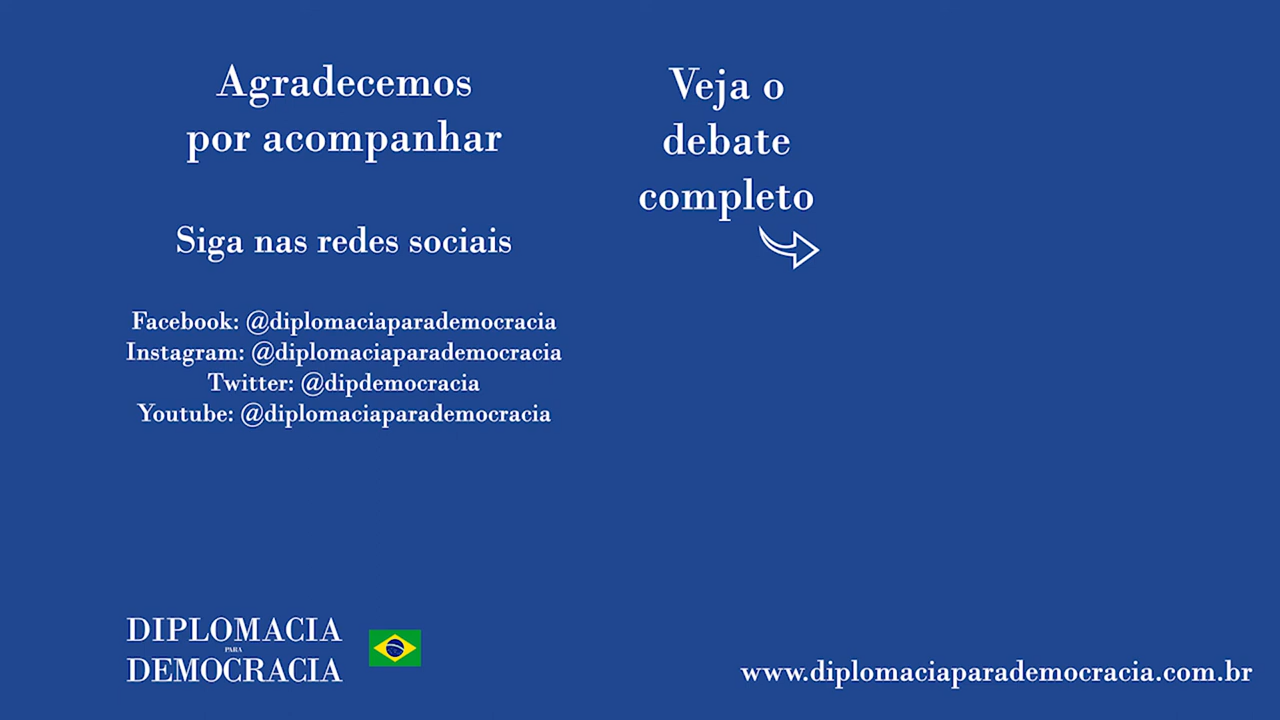 Agradecemos
por acompanhar
Siga nas redes sociais
Facebook: @diplomaciaparademocracia
Instagram: @diplomaciaparademocracia
Twitter: @dipdemocracia
Youtube: @diplomaciaparademocracia
Veja o
debate
completo
DIPLOMACIA
PARA
DEMOCRACIA
www.diplomaciaparademocracia.com.br